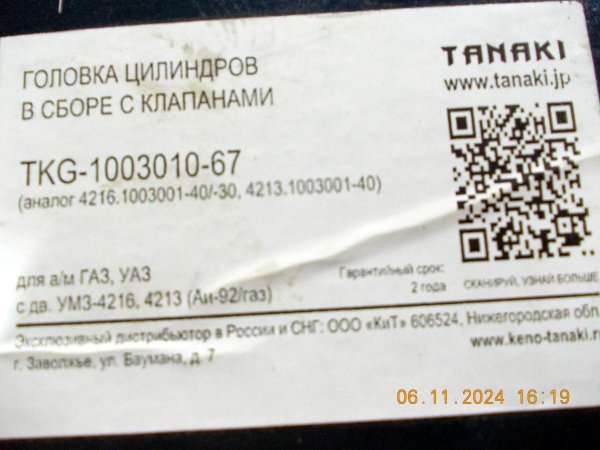 TANAKI
www.tanaki.jp
ГОЛОВКА ЦИЛИНДРОВ
В СБОРЕ С КЛАПАНАМИ
TKG-1003010-67
(аналог 4216.1003001-40/-30, 4213.1003001-40)
для а/м ГАЗ, УАЗ
с дв. УМЗ-4216, 4213 (Аи-92/газ)
Гарантийный срок:
2 года
СКАНИРУЙ, УЗНАЙ БОЛЬШЕ
Эксклюзивный дистрибьютор в России и СНГ: ООО «КиТ» 606524, Нижегородская обл.
г. Заволжье, ул. Баумана, д. 7
www.keno-tanaki.r
06.11.2024 16:19